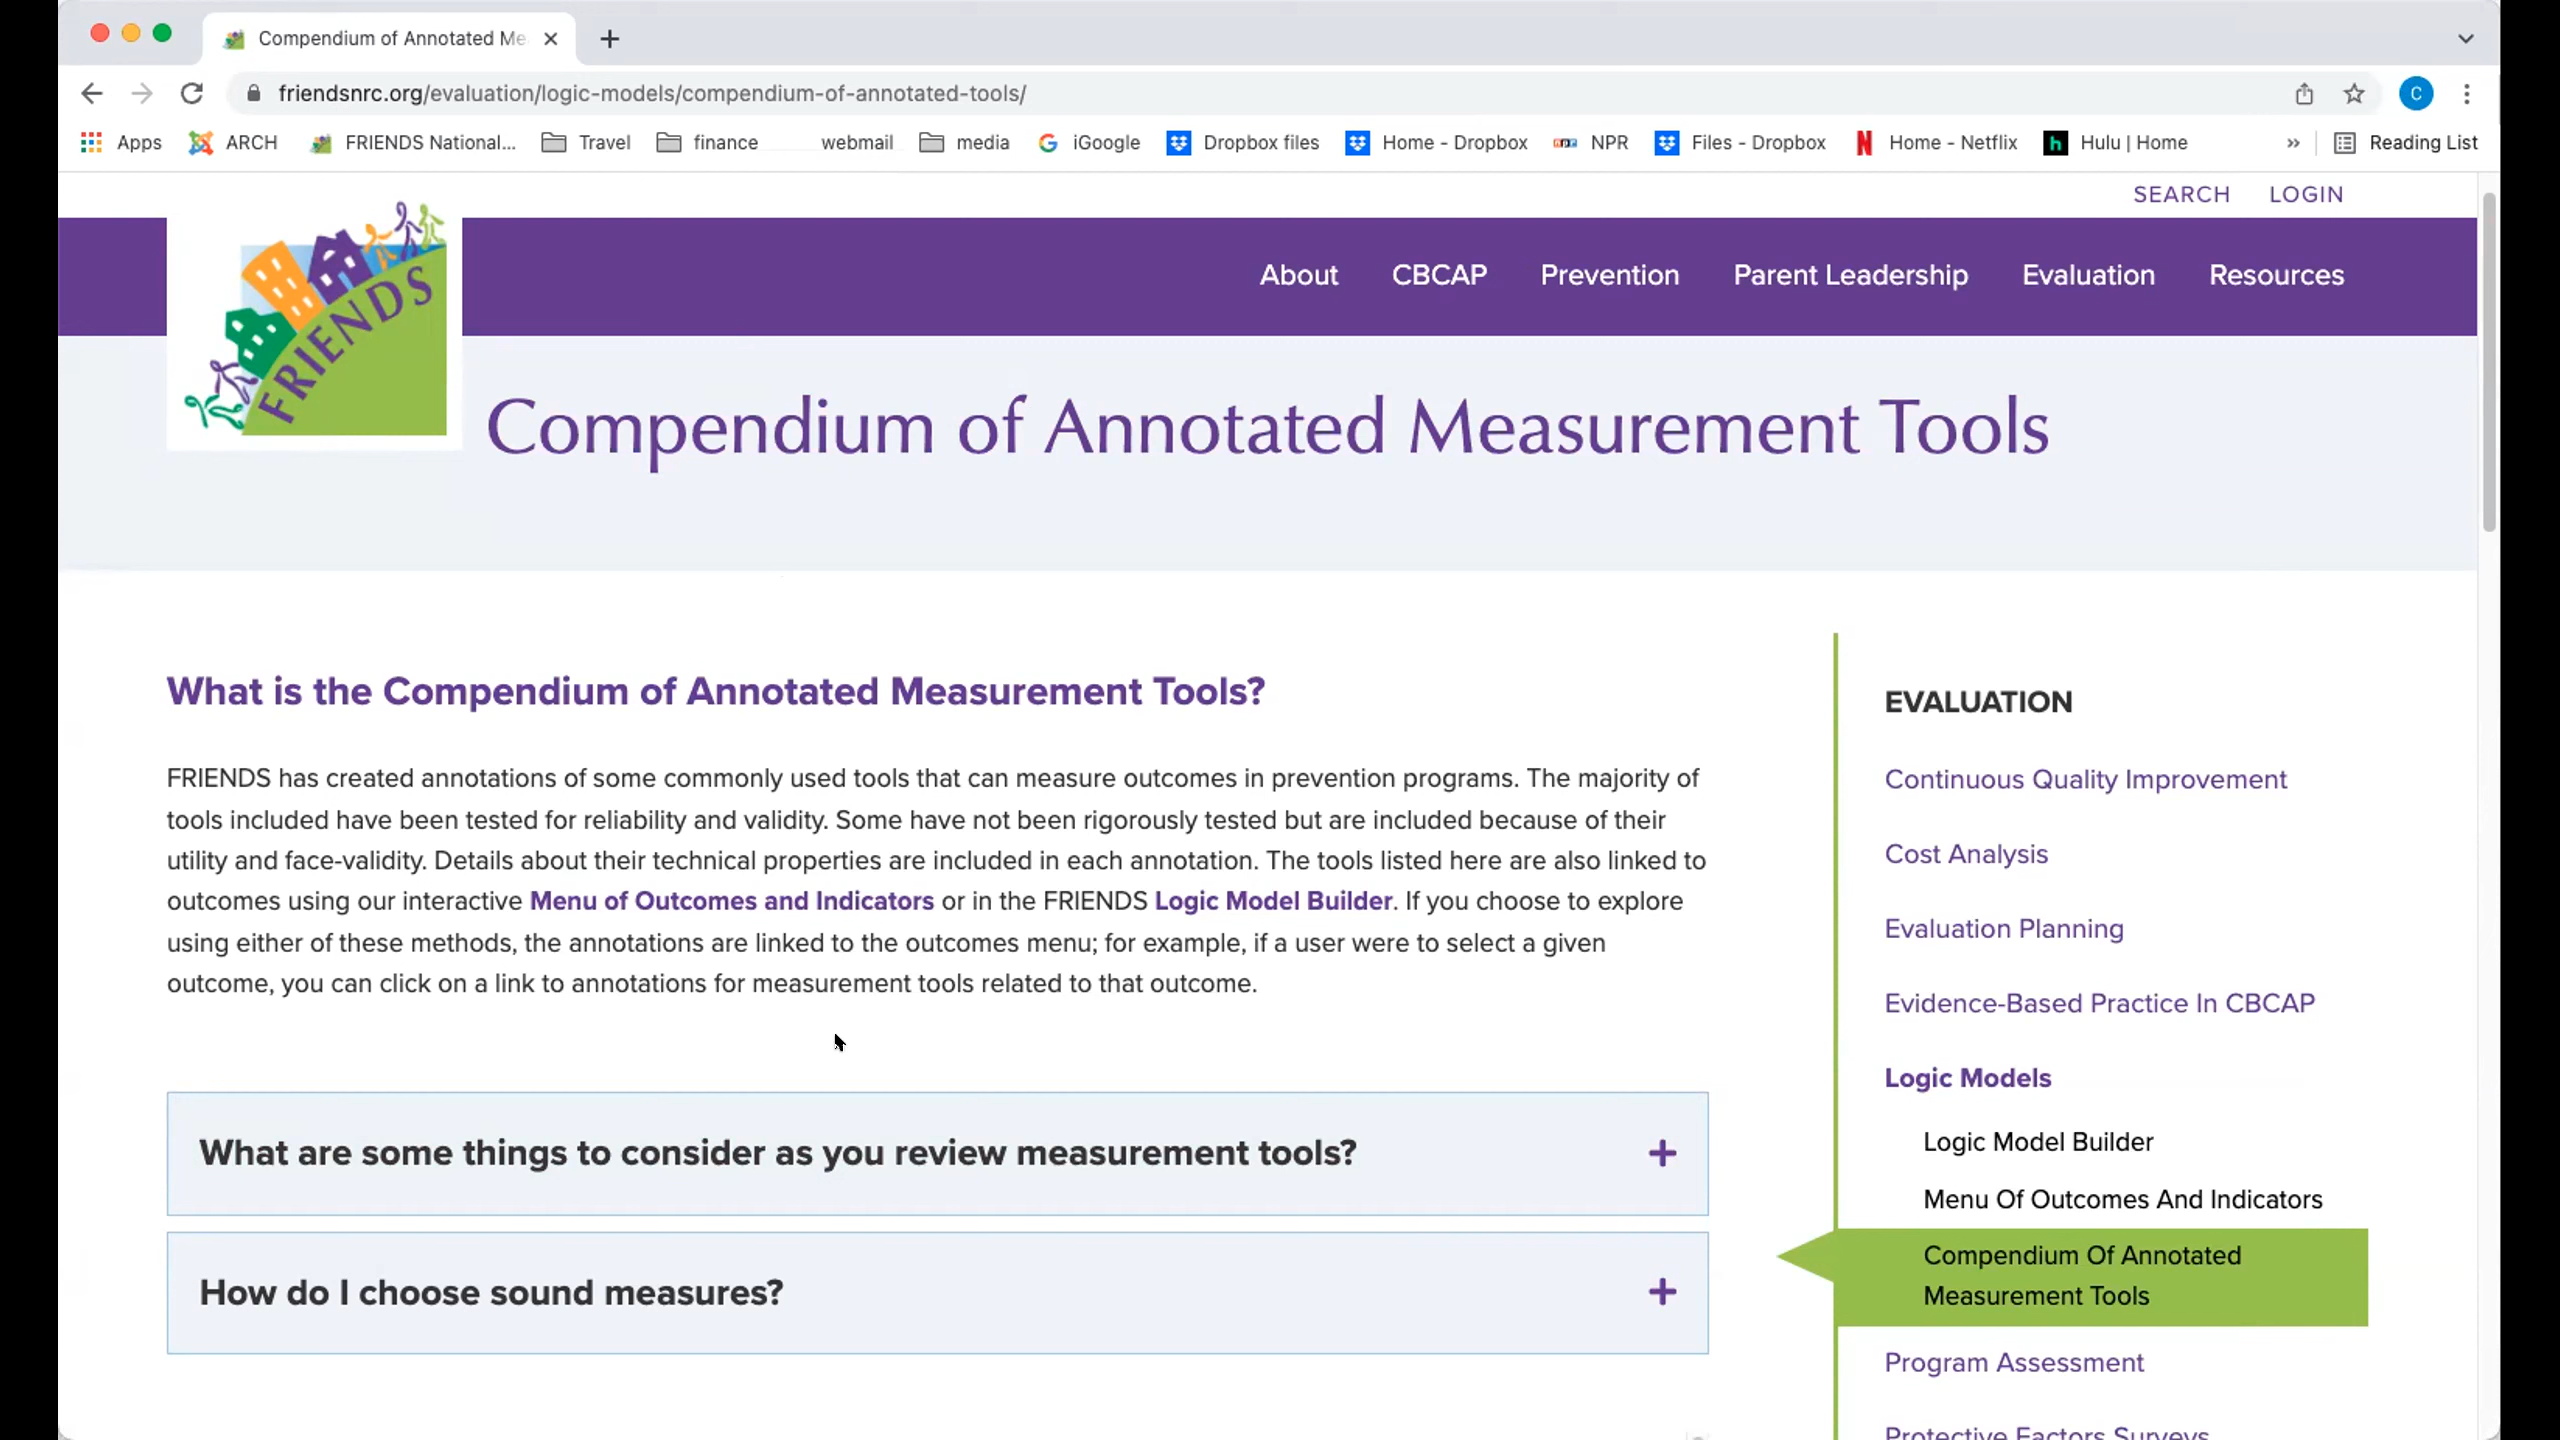 Compendium of Annotated Me
friendsnrc.org/evaluation/logic-models/compendium-of-annotated-tools/
C
Apps ARCH FRIENDS National... Travel finance webmail media iGoogle Dropbox files Home - Dropbox NPR Files - Dropbox Home - Netflix Hulu | Home » Reading List
SEARCH LOGIN
FRIENDS
About CBCAP Prevention Parent Leadership Evaluation Resources
Compendium of Annotated Measurement Tools
What is the Compendium of Annotated Measurement Tools?
FRIENDS has created annotations of some commonly used tools that can measure outcomes in prevention programs. The majority of
tools included have been tested for reliability and validity. Some have not been rigorously tested but are included because of their
utility and face-validity. Details about their technical properties are included in each annotation. The tools listed here are also linked to
outcomes using our interactive Menu of Outcomes and Indicators or in the FRIENDS Logic Model Builder. If you choose to explore
using either of these methods, the annotations are linked to the outcomes menu; for example, if a user were to select a given
outcome, you can click on a link to annotations for measurement tools related to that outcome.
What are some things to consider as you review measurement tools? +
How do I choose sound measures? +
EVALUATION
Continuous Quality Improvement
Cost Analysis
Evaluation Planning
Evidence-Based Practice In CBCAP
Logic Models
Logic Model Builder
Menu Of Outcomes And Indicators
Compendium Of Annotated
Measurement Tools
Program Assessment
Protective Factors Surveys